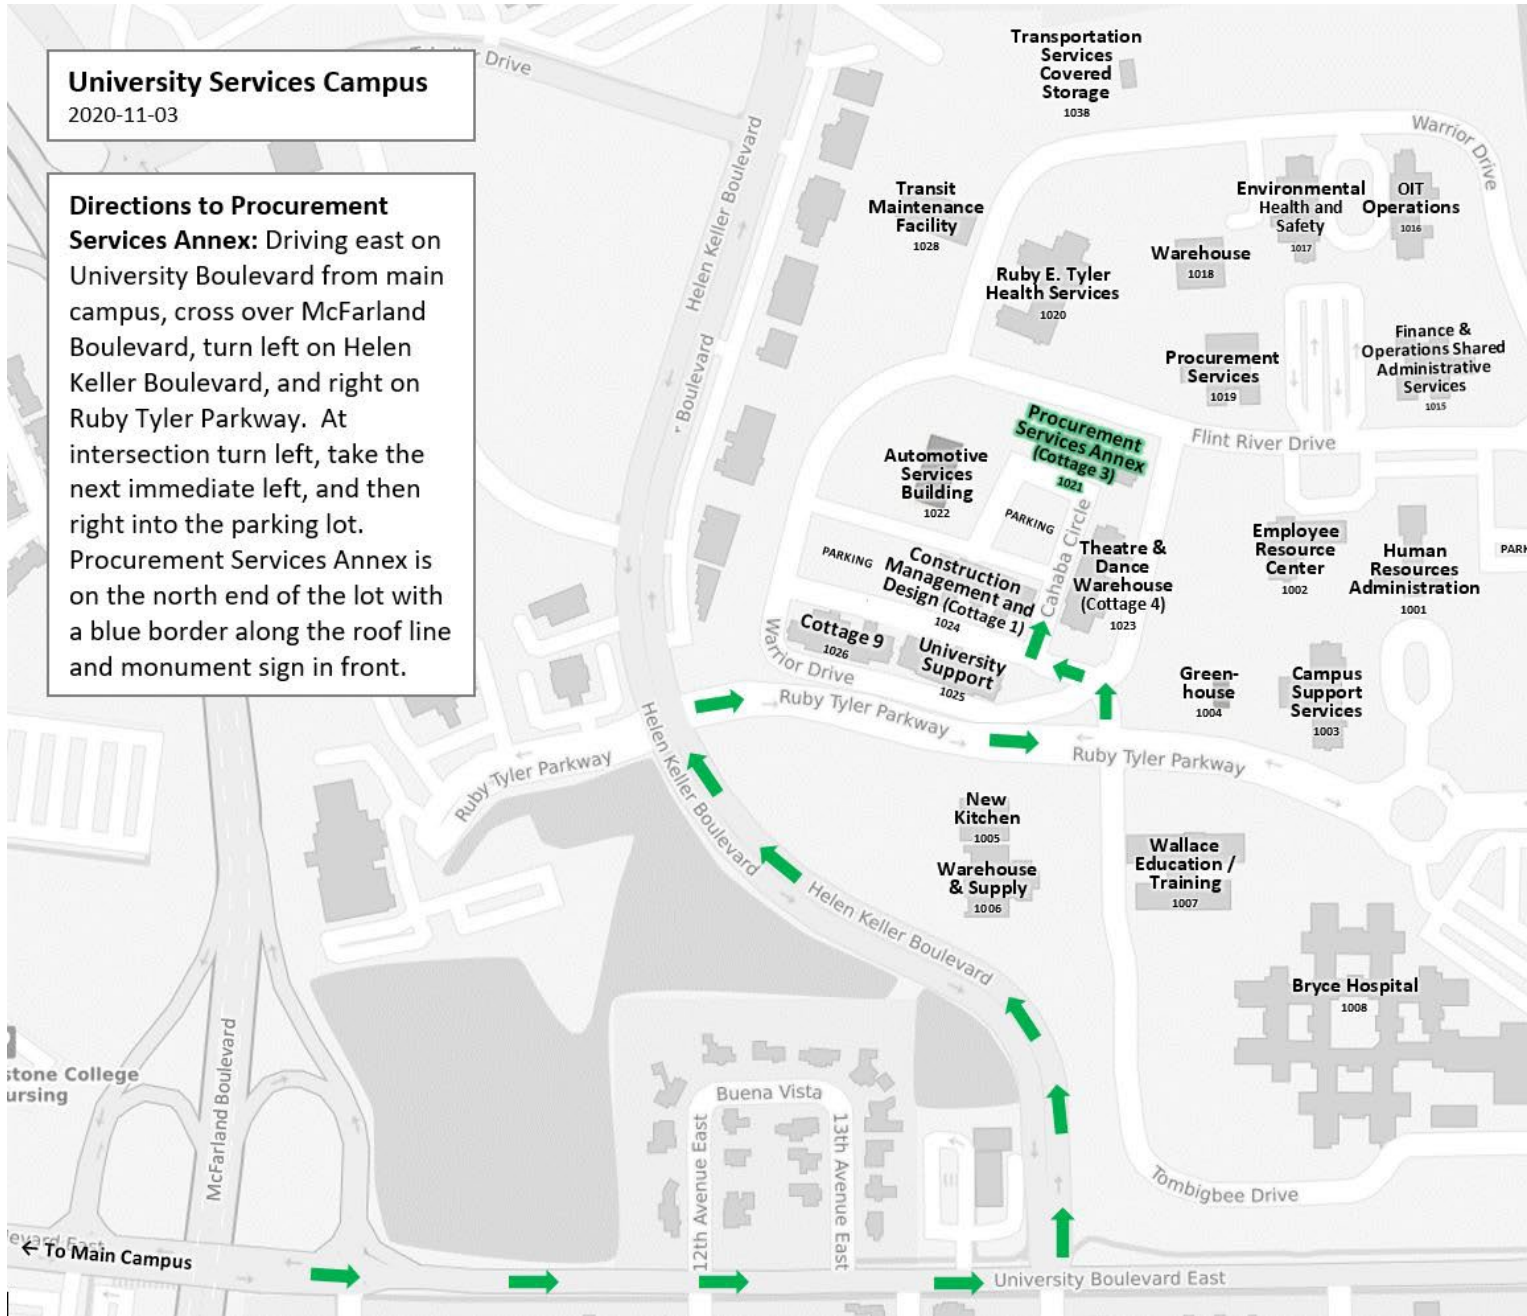 University Services Campus
2020-11-03
Directions to Procurement
Services Annex: Driving east on
University Boulevard from main
campus, cross over McFarland
Boulevard, turn left on Helen
Keller Boulevard, and right on
Ruby Tyler Parkway.  At
intersection turn left, take the
next immediate left, and then
right into the parking lot.
Procurement Services Annex is
on the north end of the lot with
a blue border along the roof line
and monument sign in front.
Drive
Transportation
Services
Covered
Storage
1038
Warrior Drive
Helen Keller Boulevard
Helen Keller Boulevard
Boulevard
Transit
Maintenance
Facility
1028
Environmental
Health and
Safety
1017
OIT
Operations
1016
Warehouse
1018
Ruby E. Tyler
Health Services
1020
Procurement
Services
1019
Finance &
Operations Shared
Administrative
Services
1015
Flint River Drive
Procurement
Services Annex
(Cottage 3)
1021
Automotive
Services
Building
1022
PARKING
PARKING
Cahaba Circle
Construction
Management and
Design (Cottage 1)
1024
Theatre &
Dance
Warehouse
(Cottage 4)
1023
Employee
Resource
Center
1002
Human
Resources
Administration
1001
Cottage 9
1026
University
Support
1025
Warrior Drive
Green-
house
1004
Campus
Support
Services
1003
Ruby Tyler Parkway
Ruby Tyler Parkway
Ruby Tyler Parkway
Helen Keller Boulevard
Helen Keller Boulevard
New
Kitchen
1005
Warehouse
& Supply
1006
Wallace
Education /
Training
1007
Bryce Hospital
1008
stone College
ursing
McFarland Boulevard
Buena Vista
12th Avenue East
13th Avenue East
Tombigbee Drive
← To Main Campus
University Boulevard East